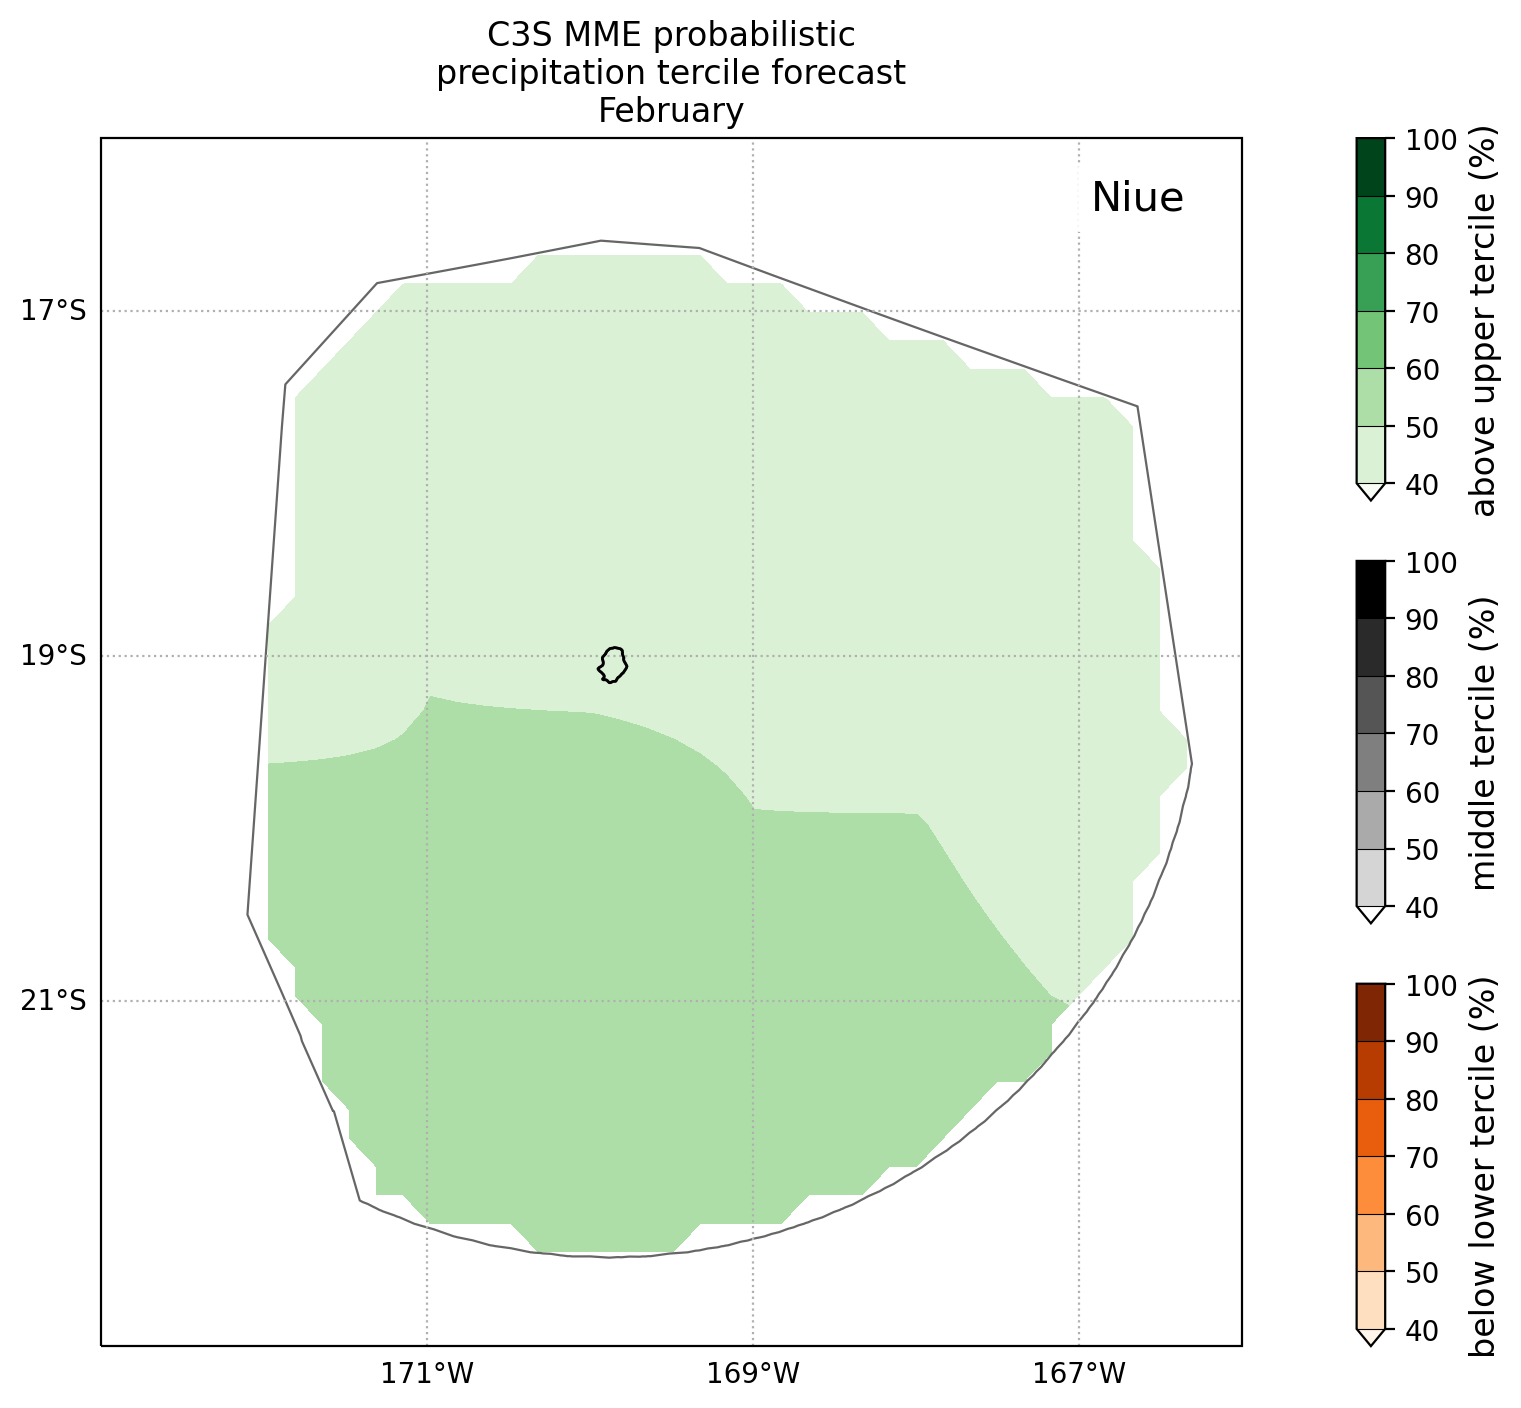 C3S MME probabilistic
precipitation tercile forecast
February
Niue
17°S
19°S
21°S
171°W
169°W
167°W
100
90
80
70
60
50
40
above upper tercile (%)
100
90
80
70
60
50
40
middle tercile (%)
100
90
80
70
60
50
40
below lower tercile (%)